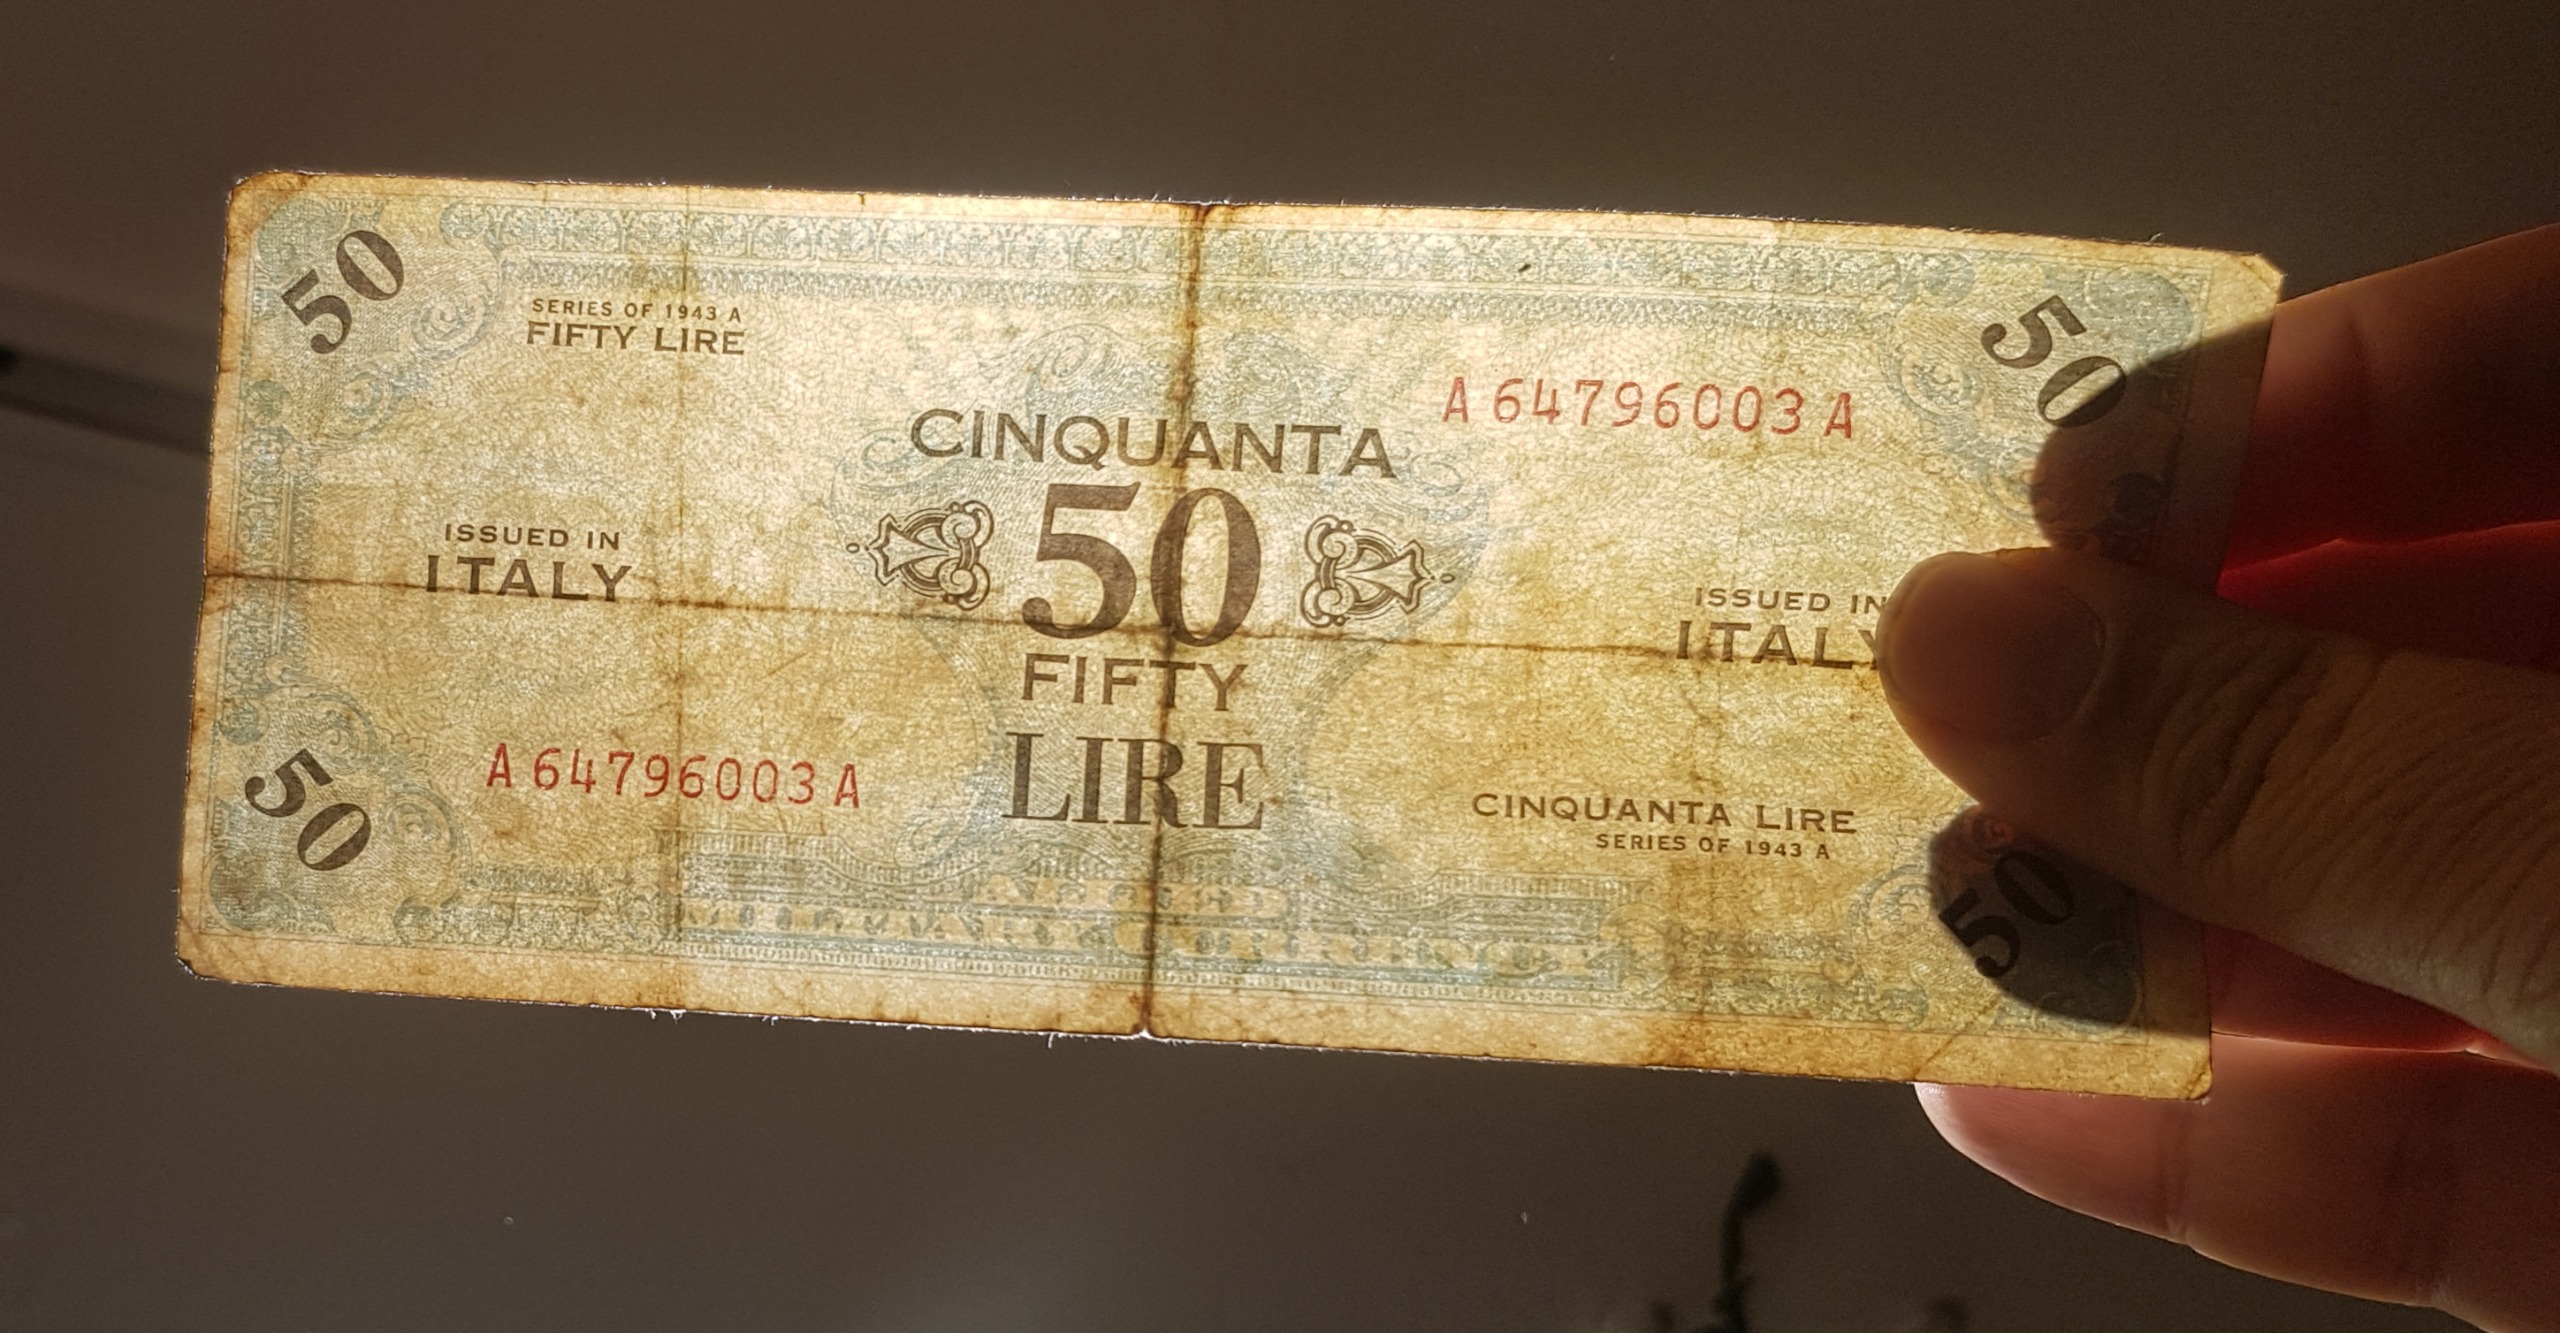 50
50
SERIES OF 1943 A
FIFTY LIRE
A 64796003 A
CINQUANTA
50
FIFTY
LIRE
ISSUED IN
ITALY
ISSUED IN
ITALY
A 64796003 A
CINQUANTA LIRE
SERIES OF 1943 A
50
50